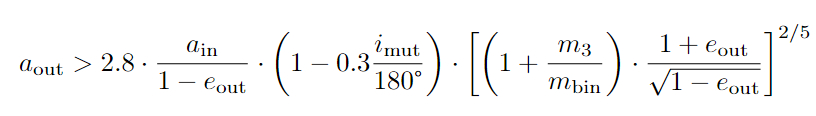 a_out > 2.8 · a_in / (1 − e_out) · (1 − 0.3 i_mut / 180°) · [(1 + m_3 / m_bin) · (1 + e_out) / √(1 − e_out)]^{2/5}